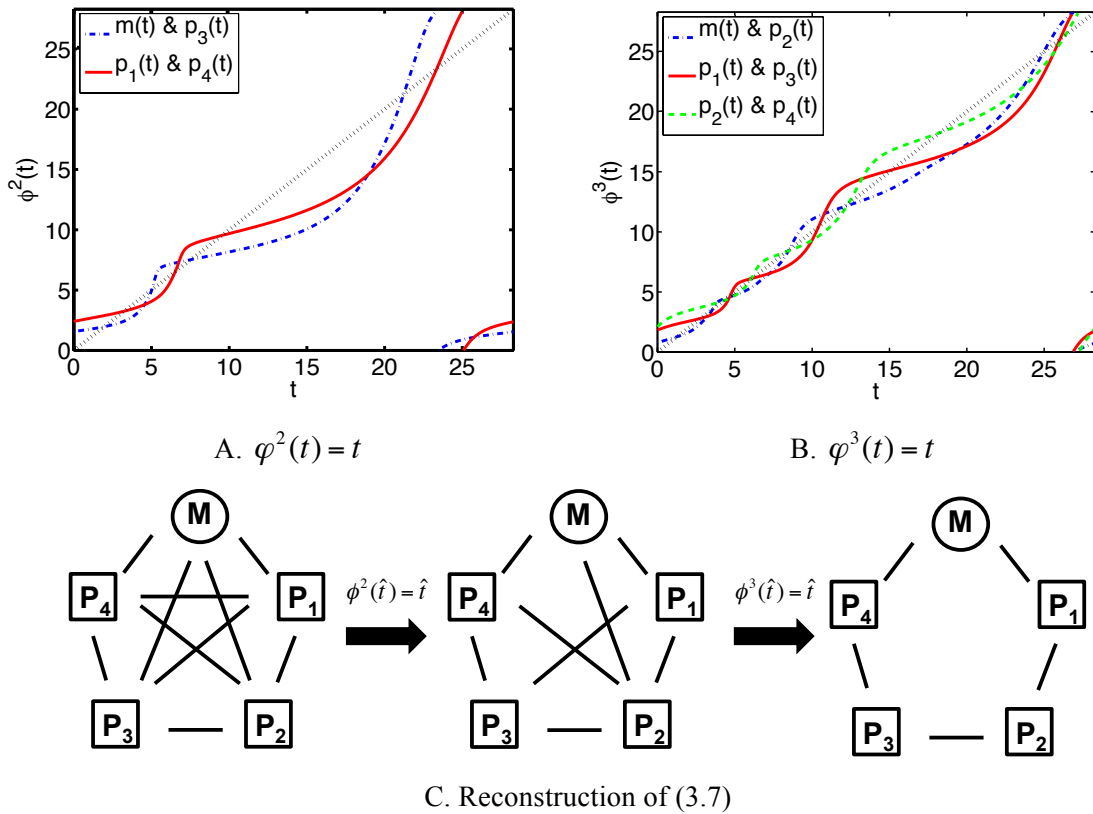 m(t) & p₃(t)
p₁(t) & p₄(t)
ϕ²(t)
25
20
15
10
5
0
0 5 10 15 20 25
t
m(t) & p₂(t)
p₁(t) & p₃(t)
p₂(t) & p₄(t)
ϕ³(t)
25
20
15
10
5
0
0 5 10 15 20 25
t
A. φ²(t) = t
B. φ³(t) = t
M
P₄
P₁
P₃
P₂
ϕ²(t̂) = t̂
M
P₄
P₁
P₃
P₂
ϕ³(t̂) = t̂
M
P₄
P₁
P₃
P₂
C. Reconstruction of (3.7)